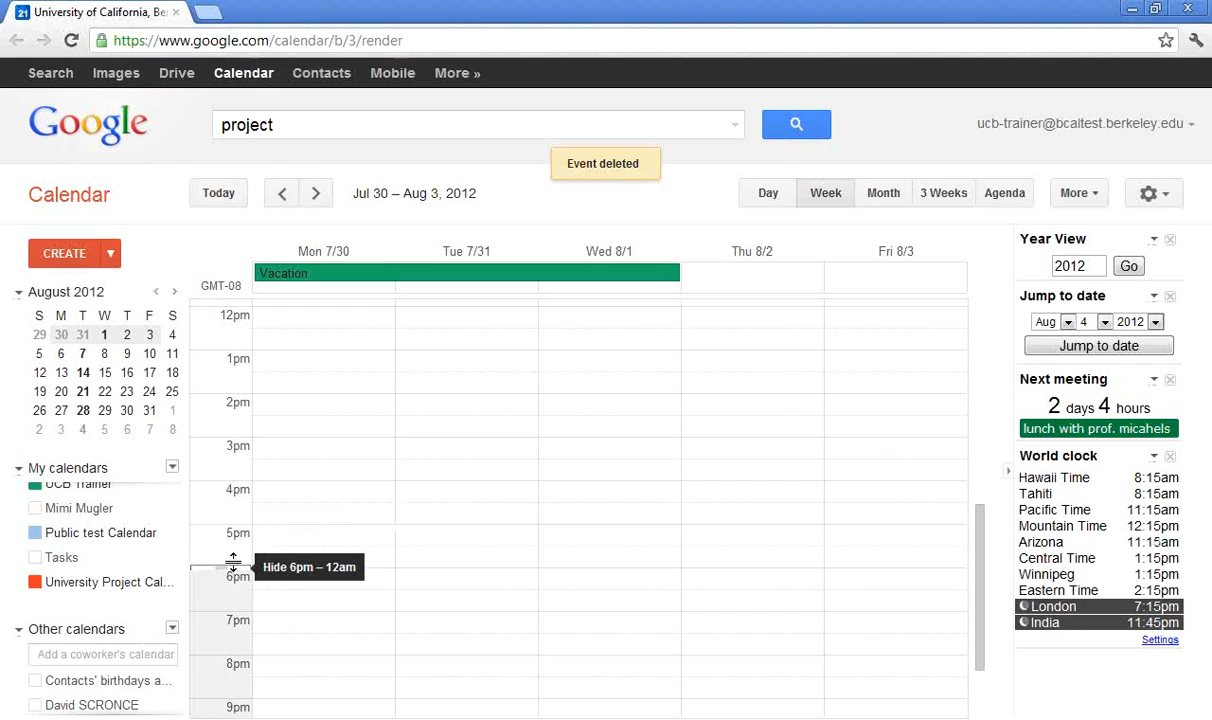 21 University of California, Be
https://www.google.com/calendar/b/3/render
Search Images Drive Calendar Contacts Mobile More »
Google
project
ucb-trainer@bcaltest.berkeley.edu
Event deleted
Calendar
Today
Jul 30 – Aug 3, 2012
Day Week Month 3 Weeks Agenda More
CREATE
August 2012
S M T W T F S
29 30 31 1 2 3 4
5 6 7 8 9 10 11
12 13 14 15 16 17 18
19 20 21 22 23 24 25
26 27 28 29 30 31 1
2 3 4 5 6 7 8
My calendars
UCB Trainer
Mimi Mugler
Public test Calendar
Tasks
University Project Cal...
Other calendars
Add a coworker's calendar
Contacts' birthdays a...
David SCRONCE
Mon 7/30 Tue 7/31 Wed 8/1 Thu 8/2 Fri 8/3
GMT-08
Vacation
12pm
1pm
2pm
3pm
4pm
5pm
Hide 6pm – 12am
6pm
7pm
8pm
9pm
Year View
2012 Go
Jump to date
Aug 4 2012
Jump to date
Next meeting
2 days 4 hours
lunch with prof. micahels
World clock
Hawaii Time 8:15am
Tahiti 8:15am
Pacific Time 11:15am
Mountain Time 12:15pm
Arizona 11:15am
Central Time 1:15pm
Winnipeg 1:15pm
Eastern Time 2:15pm
London 7:15pm
India 11:45pm
Settings